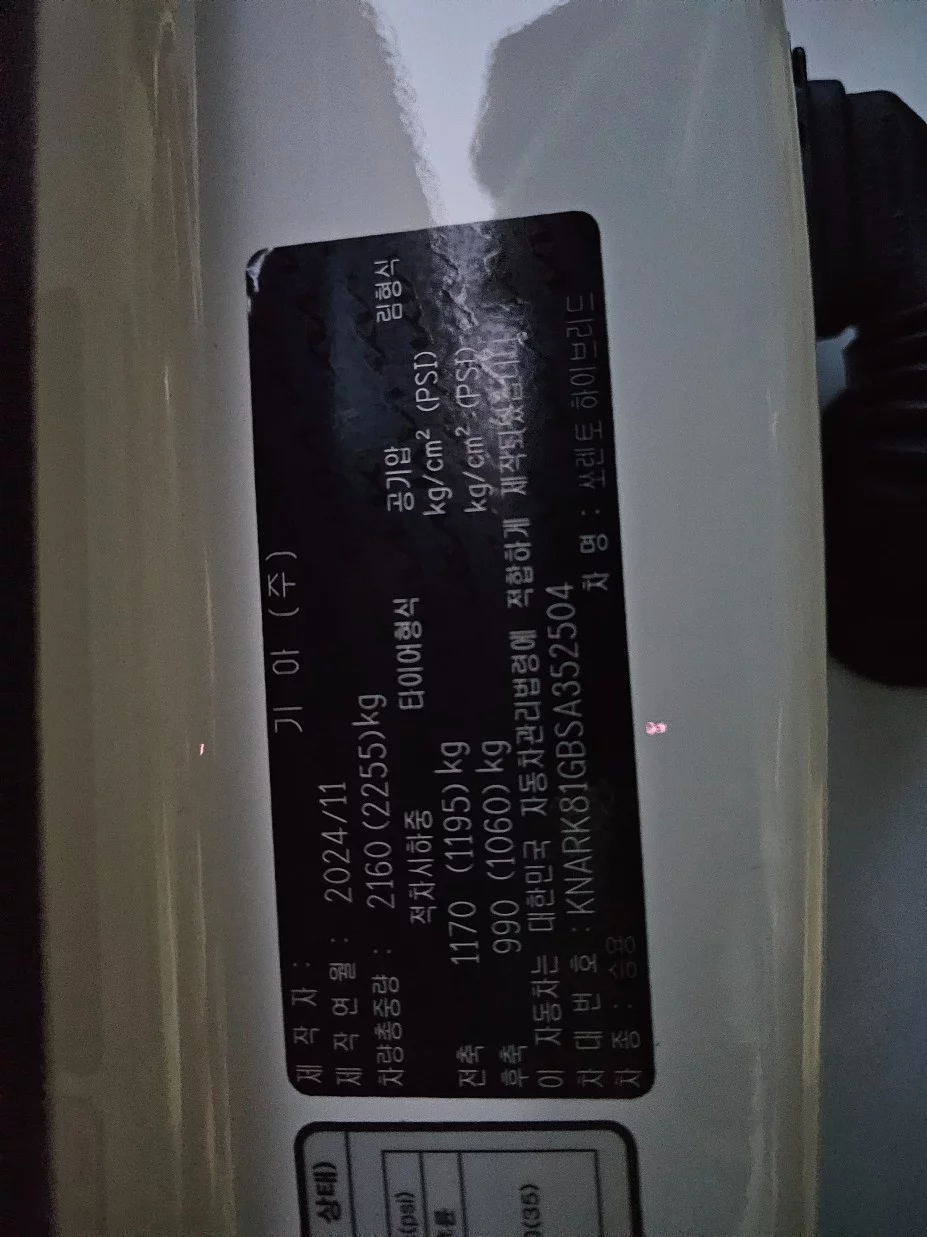 제 작 자 : 기 아 (주)
제 작 연 월 : 2024/11
차량총중량 : 2160(2255)kg
적차시하중 타이어형식 공기압 림형식
전축 1170 (1195)kg kg/cm² (PSI)
후축 990 (1060)kg kg/cm² (PSI)
이 자동차는 대한민국 자동차관리법령에 적합하게 제작되었습니다.
차 대 번 호 : KNARK81GBSA352504
차 종 : 승용 차 명 : 쏘렌토 하이브리드
상태)
(psi)
(35)